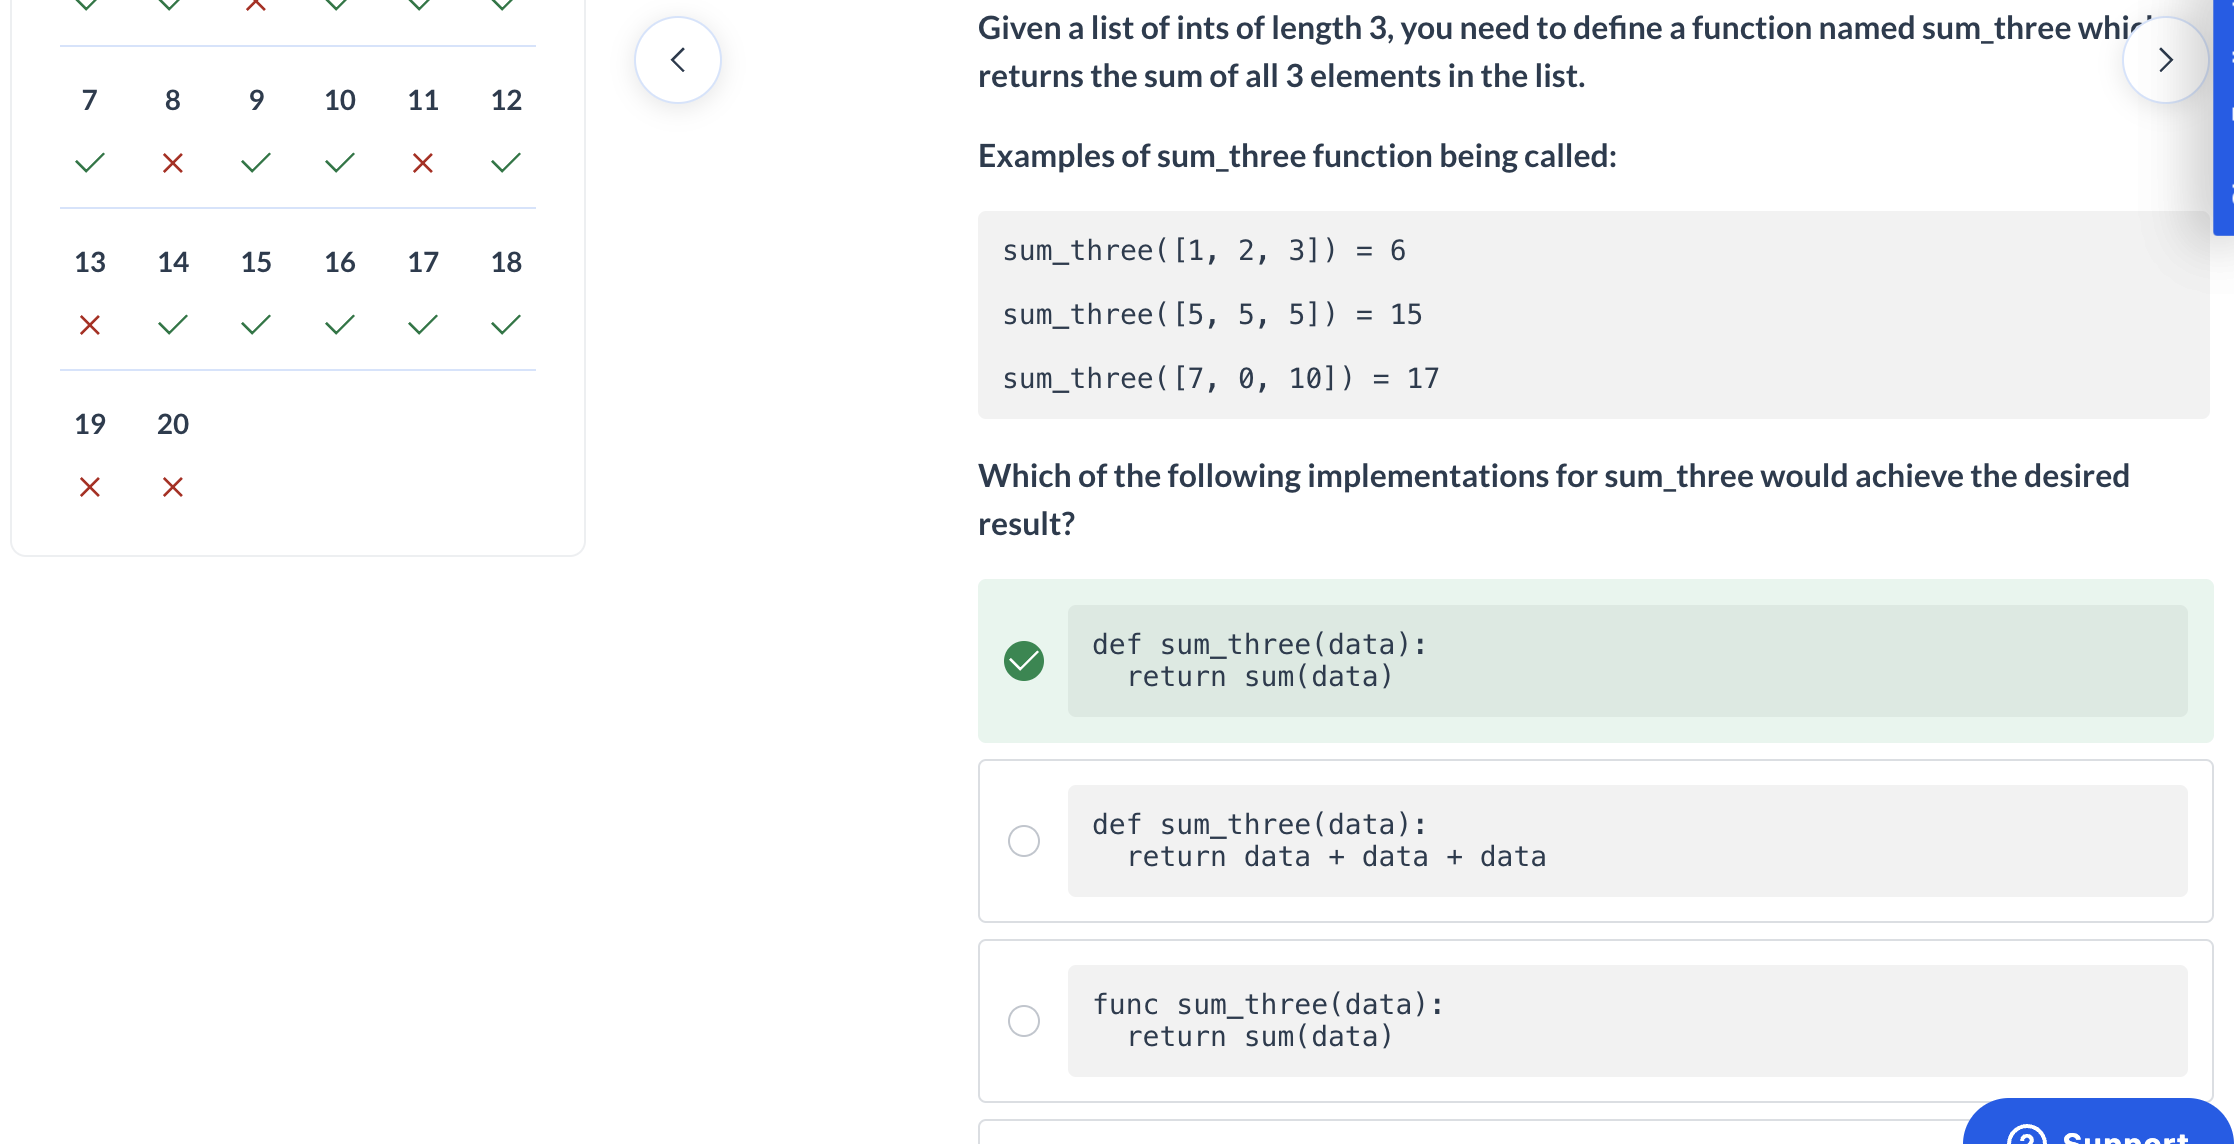 7 8 9 10 11 12
13 14 15 16 17 18
19 20
Given a list of ints of length 3, you need to define a function named sum_three which
returns the sum of all 3 elements in the list.
Examples of sum_three function being called:
sum_three([1, 2, 3]) = 6
sum_three([5, 5, 5]) = 15
sum_three([7, 0, 10]) = 17
Which of the following implementations for sum_three would achieve the desired
result?
def sum_three(data):
  return sum(data)
def sum_three(data):
  return data + data + data
func sum_three(data):
  return sum(data)
Support